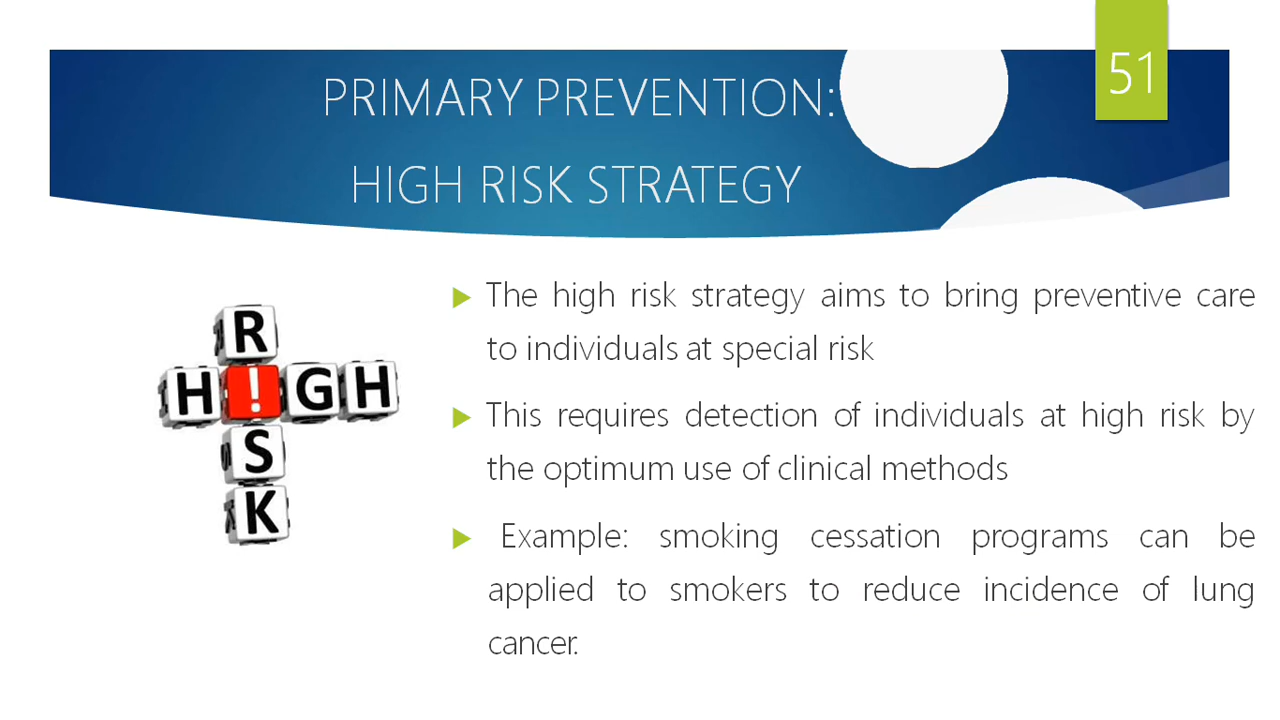 51
PRIMARY PREVENTION:
HIGH RISK STRATEGY
R
H!GH
S
K
The high risk strategy aims to bring preventive care
to individuals at special risk
This requires detection of individuals at high risk by
the optimum use of clinical methods
Example: smoking cessation programs can be
applied to smokers to reduce incidence of lung
cancer.